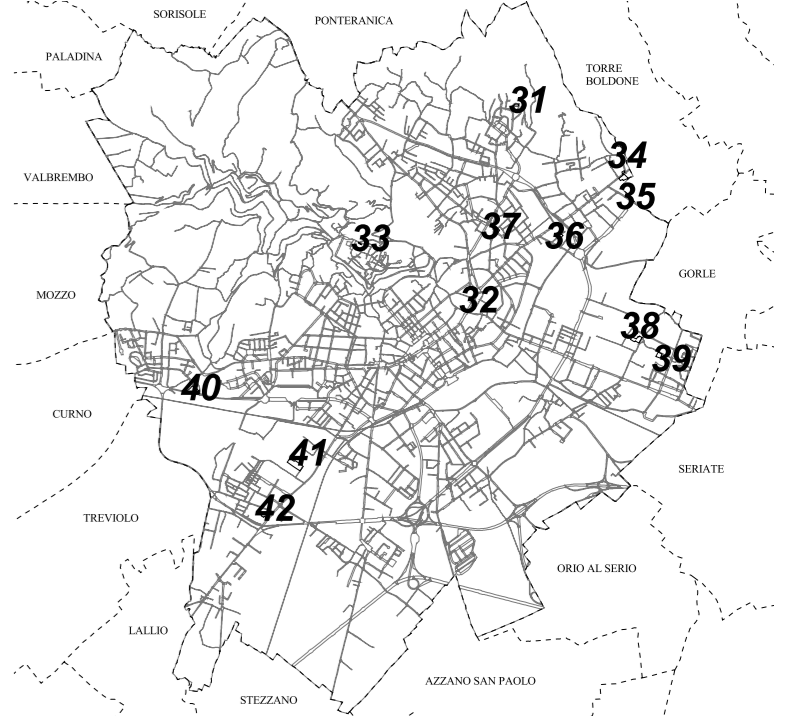 SORISOLE
PONTERANICA
PALADINA
TORRE
BOLDONE
31
34
VALBREMBO
35
37
36
33
GORLE
MOZZO
32
38
39
40
CURNO
41
SERIATE
42
TREVIOLO
ORIO AL SERIO
LALLIO
AZZANO SAN PAOLO
STEZZANO